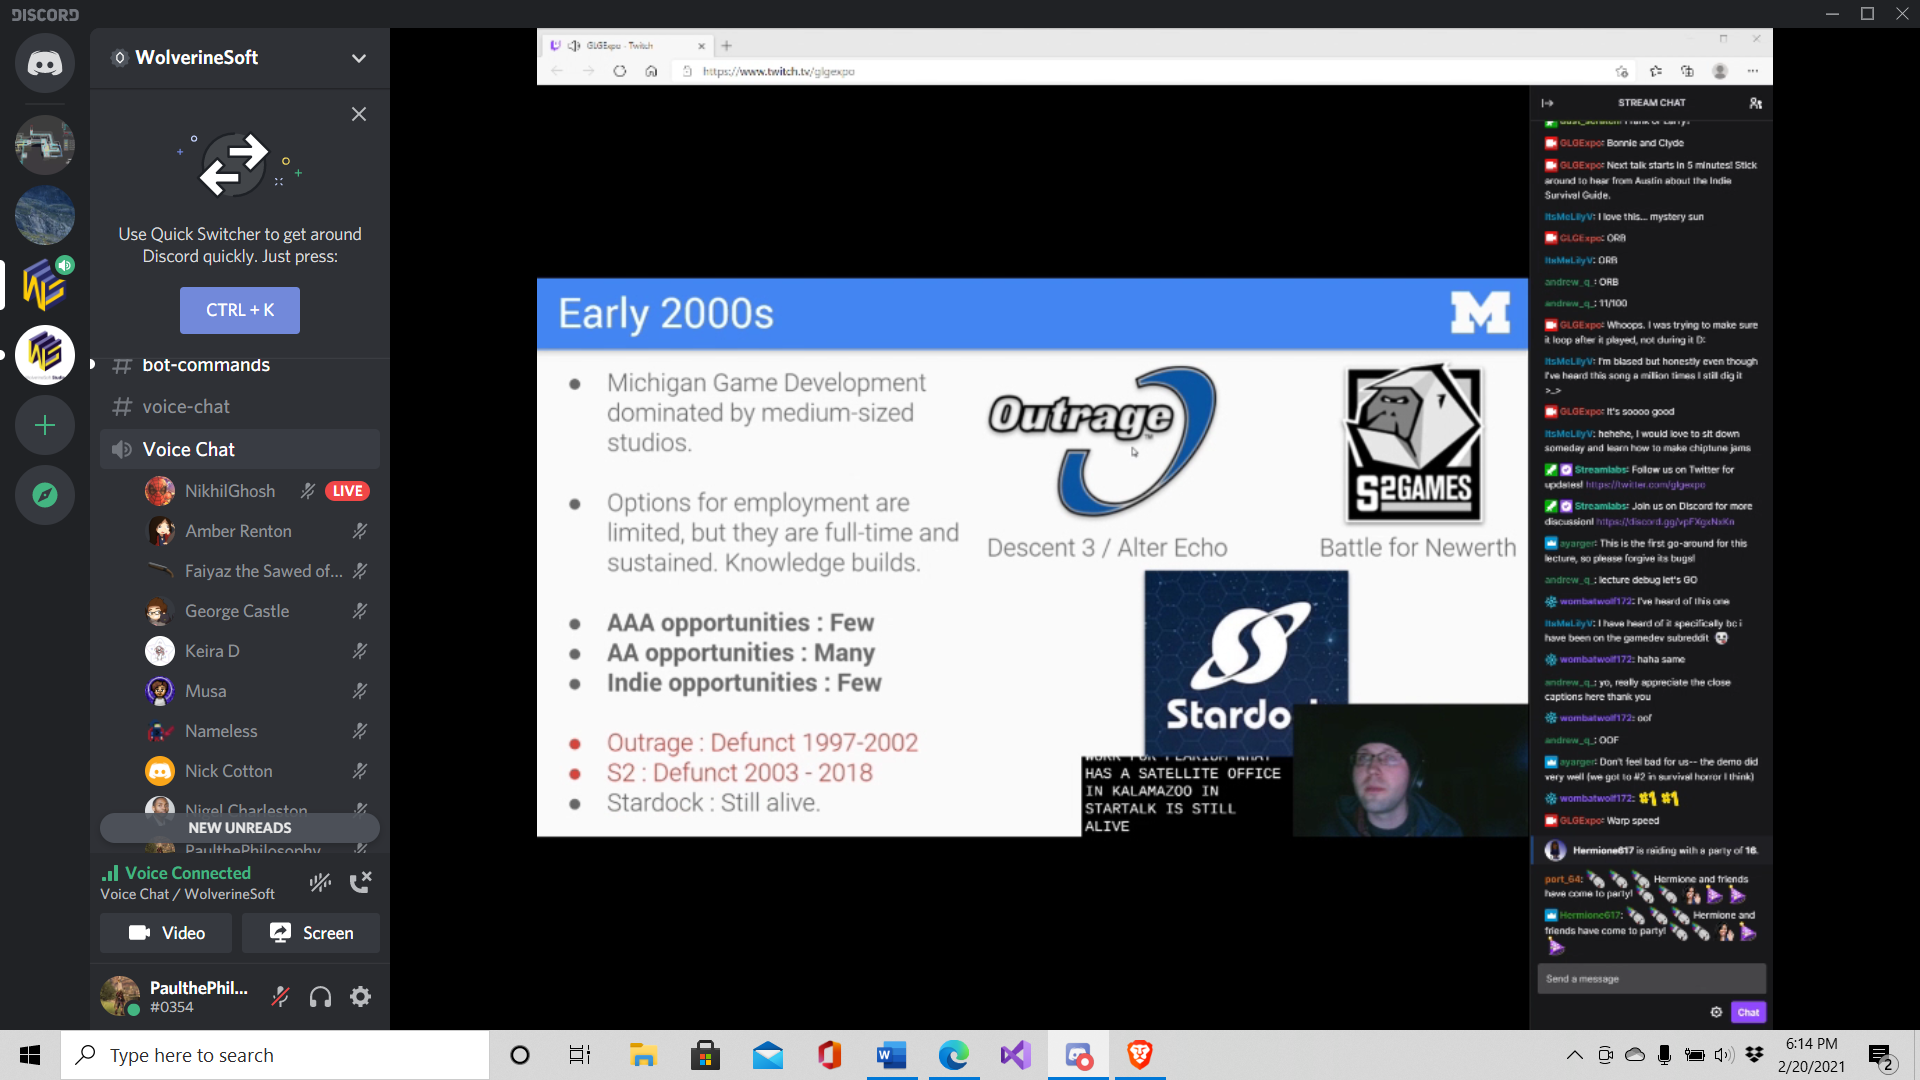 DISCORD
WolverineSoft
Use Quick Switcher to get around
Discord quickly. Just press:
CTRL + K
bot-commands
voice-chat
Voice Chat
NikhilGhosh LIVE
Amber Renton
Faiyaz the Sawed of...
George Castle
Keira D
Musa
Nameless
Nick Cotton
Nigel Charleston
NEW UNREADS
PaulthePhilosophy
Voice Connected
Voice Chat / WolverineSoft
Video
Screen
PaulthePhil...
#0354
GLGExpo - Twitch
https://www.twitch.tv/glgexpo
Early 2000s
M
Michigan Game Development
dominated by medium-sized
studios.
Options for employment are
limited, but they are full-time and
sustained. Knowledge builds.
AAA opportunities : Few
AA opportunities : Many
Indie opportunities : Few
Outrage : Defunct 1997-2002
S2 : Defunct 2003 - 2018
Stardock : Still alive.
Outrage
Descent 3 / Alter Echo
S2GAMES
Battle for Newerth
Stardo
HAS A SATELLITE OFFICE
IN KALAMAZOO IN
STARTALK IS STILL
ALIVE
STREAM CHAT
GLGExpo: Bonnie and Clyde
GLGExpo: Next talk starts in 5 minutes! Stick
around to hear from Austin about the Indie
Survival Guide.
ItsMeLilyV: I love this... mystery sun
GLGExpo: ORB
ItsMeLilyV: ORB
andrew_q_: ORB
andrew_q_: 11/100
GLGExpo: Whoops. I was trying to make sure
it loop after it played, not during it D:
ItsMeLilyV: I'm biased but honestly even though
I've heard this song a million times I still dig it
>_>
GLGExpo: It's soooo good
ItsMeLilyV: hehehe, I would love to sit down
someday and learn how to make chiptune jams
Streamlabs: Follow us on Twitter for
updates! https://twitter.com/glgexpo
Streamlabs: Join us on Discord for more
discussion!
ayarger: This is the first go-around for this
lecture, so please forgive its bugs!
andrew_q_: lecture debug let's GO
wombatwolf172: I've heard of this one
ItsMeLilyV: I have heard of it specifically bc i
have been on the gamedev subreddit
wombatwolf172: haha same
andrew_q_: yo, really appreciate the close
captions here thank you
wombatwolf172: oof
andrew_q_: OOF
ayarger: Don't feel bad for us-- the demo did
very well (we got to #2 in survival horror I think)
wombatwolf172: #1 #1
GLGExpo: Warp speed
Hermione617 is raiding with a party of 16.
port_64: Hermione and friends
have come to party!
Hermione617: Hermione and
friends have come to party!
Send a message
Chat
Type here to search
6:14 PM
2/20/2021
2